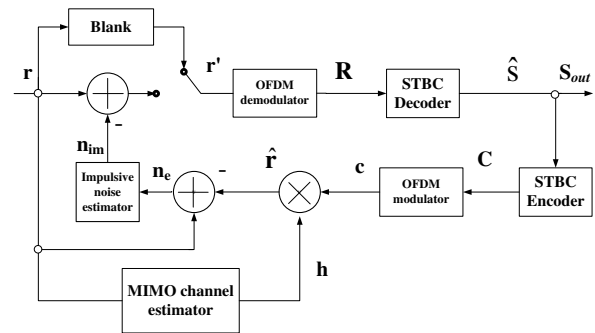 Blank
r
r'
OFDM
demodulator
R
STBC
Decoder
Ŝ
S_out
-
n_im
Impulsive
noise
estimator
n_e
-
r̂
c
OFDM
modulator
C
STBC
Encoder
h
MIMO channel
estimator